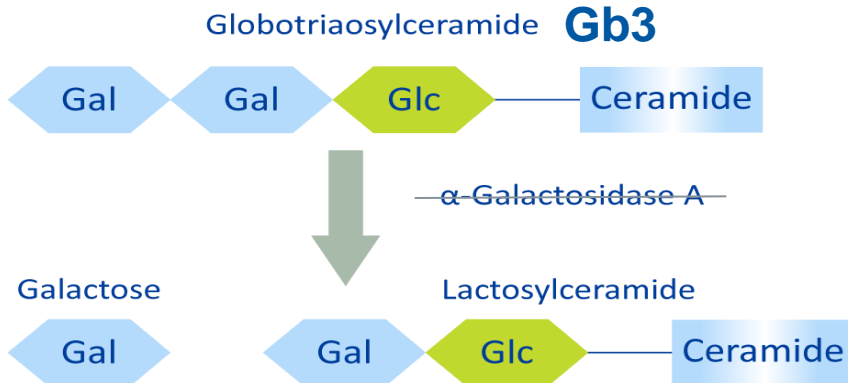 Globotriaosylceramide Gb3
Gal Gal Glc Ceramide
α-Galactosidase A
Galactose Lactosylceramide
Gal Gal Glc Ceramide